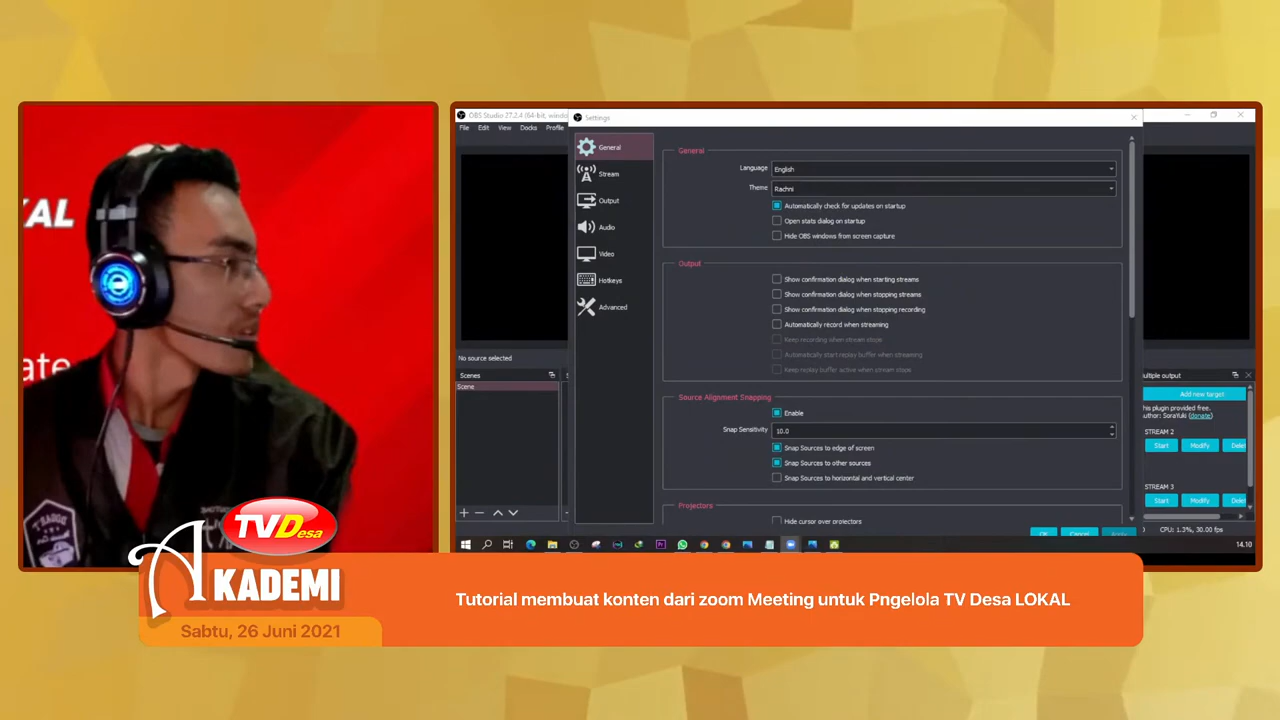 KAL
ate
OBS Studio 27.2.4 (64-bit, windo
File Edit View Docks Profile
No source selected
Scenes
Scene
Settings
General
Stream
Output
Audio
Video
Hotkeys
Advanced
General
Language English
Theme Rachni
Automatically check for updates on startup
Open stats dialog on startup
Hide OBS windows from screen capture
Output
Show confirmation dialog when starting streams
Show confirmation dialog when stopping streams
Show confirmation dialog when stopping recording
Automatically record when streaming
Keep recording when stream stops
Automatically start replay buffer when streaming
Keep replay buffer active when stream stops
Source Alignment Snapping
Enable
Snap Sensitivity 10.0
Snap Sources to edge of screen
Snap Sources to other sources
Snap Sources to horizontal and vertical center
Projectors
Hide cursor over projectors
OK Cancel Apply
ultiple output
Add new target
his plugin provided free.
uthor: SoraYuki (donate)
STREAM 2
Start Modify Delet
STREAM 3
Start Modify Delet
CPU: 1.3%, 30.00 fps
14.10
TVDesa
AKADEMI
Sabtu, 26 Juni 2021
Tutorial membuat konten dari zoom Meeting untuk Pngelola TV Desa LOKAL